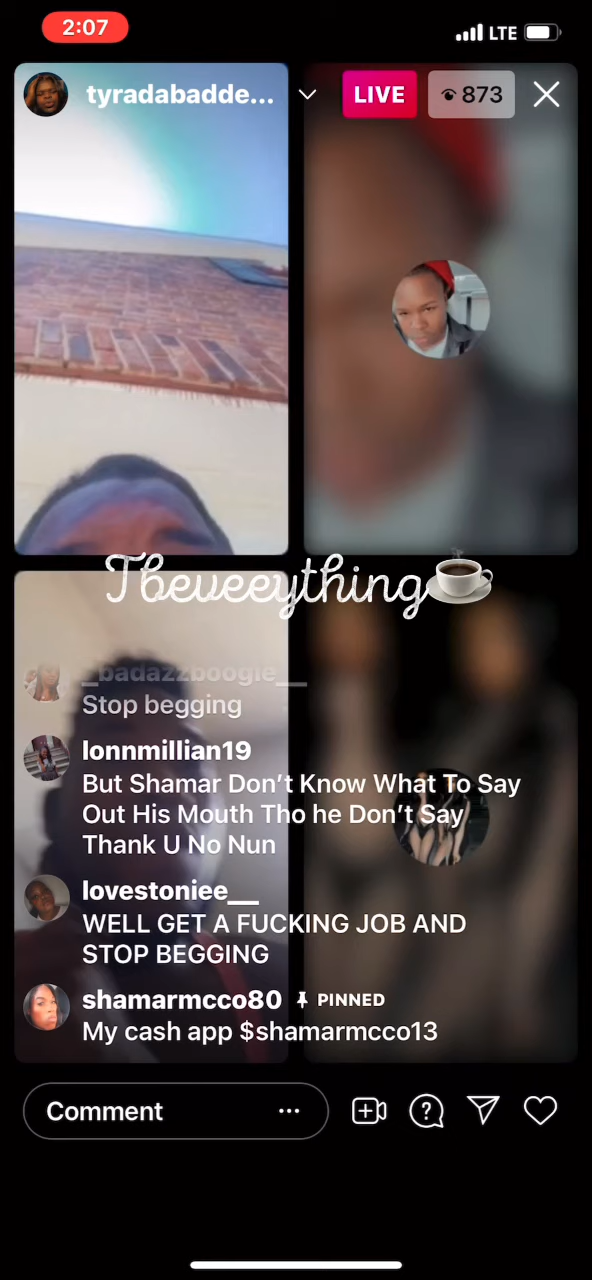 2:07
LTE
tyradabadde...
LIVE
873
Tbeveeything
_badazzboogie__
Stop begging
lonnmillian19
But Shamar Don't Know What To Say
Out His Mouth Tho he Don't Say
Thank U No Nun
lovestoniee__
WELL GET A FUCKING JOB AND
STOP BEGGING
shamarmcco80 PINNED
My cash app $shamarmcco13
Comment